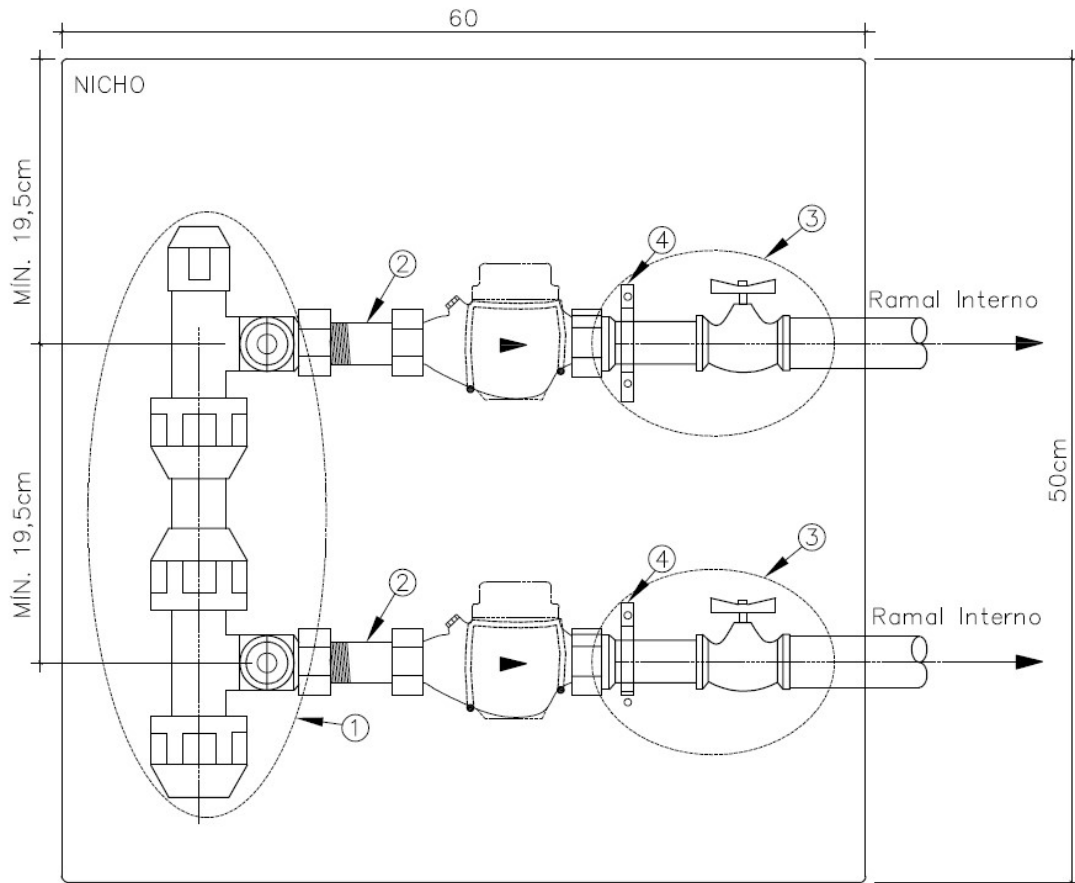 60
NICHO
MÍN. 19,5cm
3
4
2
Ramal Interno
50cm
MÍN. 19,5cm
3
4
2
Ramal Interno
1